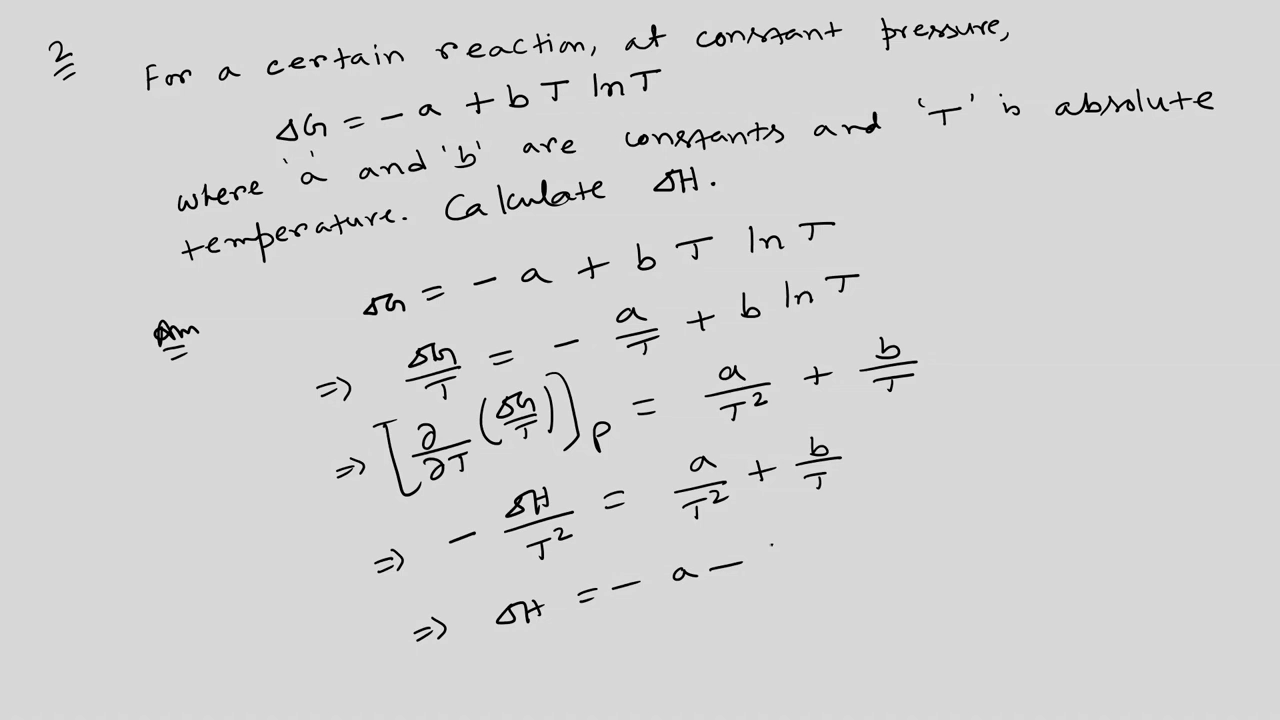 2 For a certain reaction, at constant pressure,
ΔG = - a + b T ln T
where 'a' and 'b' are constants and 'T' is absolute
temperature. Calculate ΔH.
Ans ΔG = - a + b T ln T
=> ΔG/T = - a/T + b ln T
=> [∂/∂T (ΔG/T)]_P = a/T² + b/T
=> - ΔH/T² = a/T² + b/T
=> ΔH = - a -